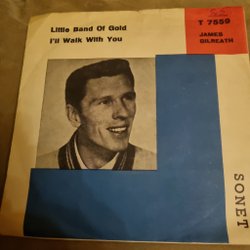 Little Band Of Gold
I'll Walk With You
T 7559
JAMES
GILREATH
SONET